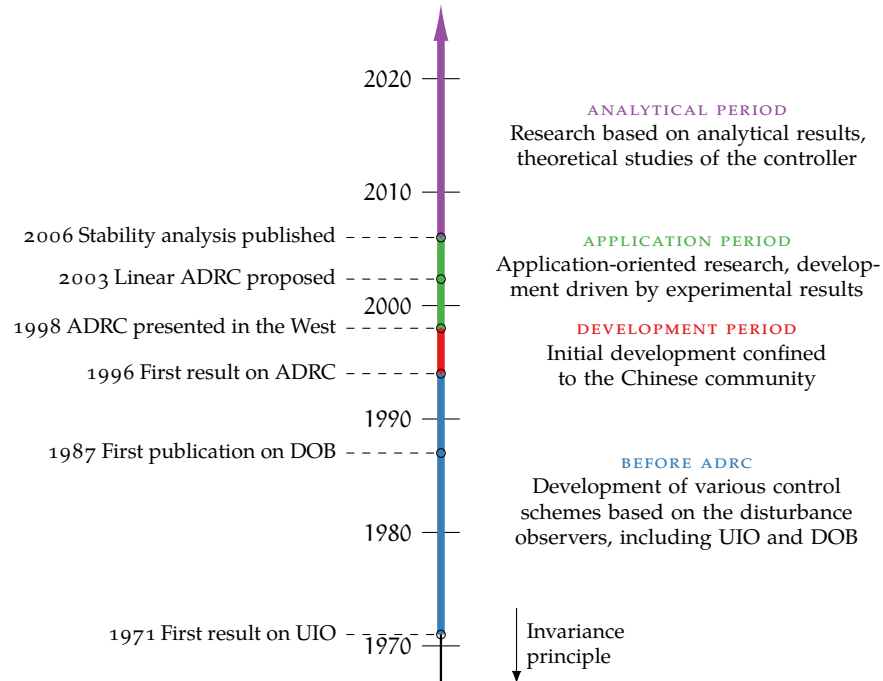 2020
ANALYTICAL PERIOD
Research based on analytical results,
theoretical studies of the controller
2010
2006 Stability analysis published
APPLICATION PERIOD
Application-oriented research, develop-
ment driven by experimental results
2003 Linear ADRC proposed
2000
1998 ADRC presented in the West
DEVELOPMENT PERIOD
Initial development confined
to the Chinese community
1996 First result on ADRC
1990
1987 First publication on DOB
BEFORE ADRC
Development of various control
schemes based on the disturbance
observers, including UIO and DOB
1980
1971 First result on UIO
1970
Invariance
principle